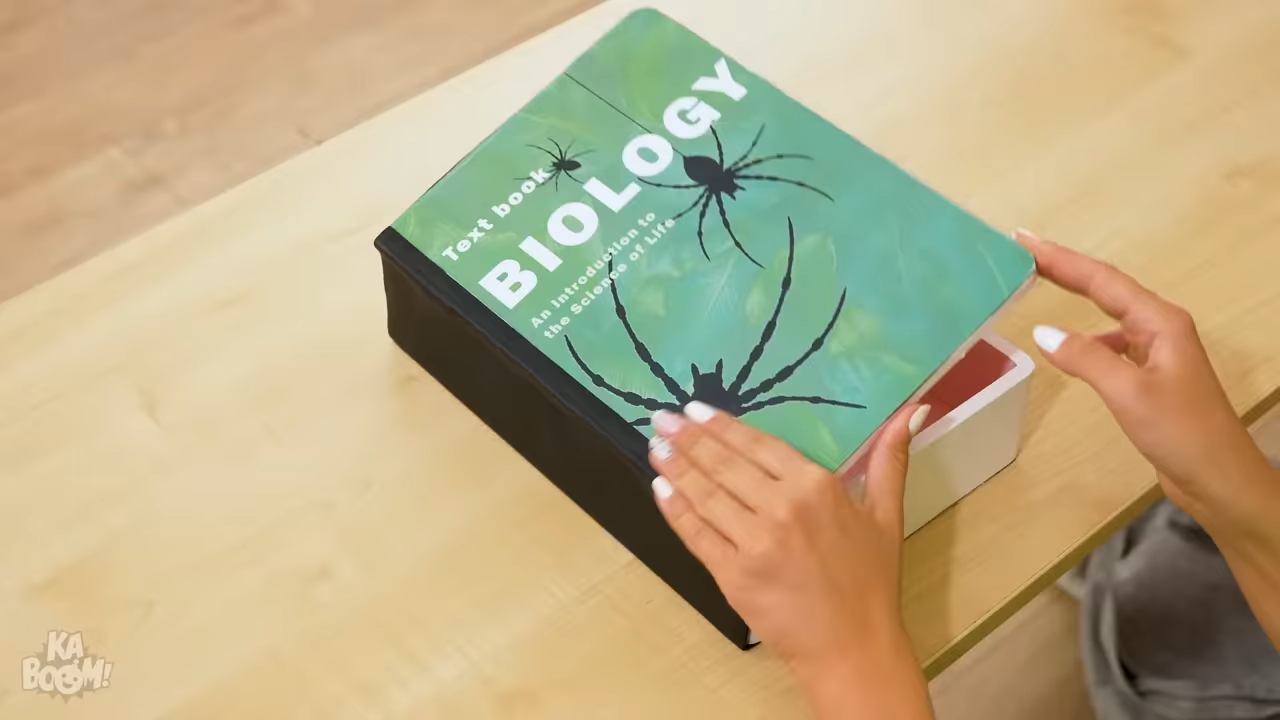 Text book
BIOLOGY
An Introduction to
the Science of Life
KA
BOOM!